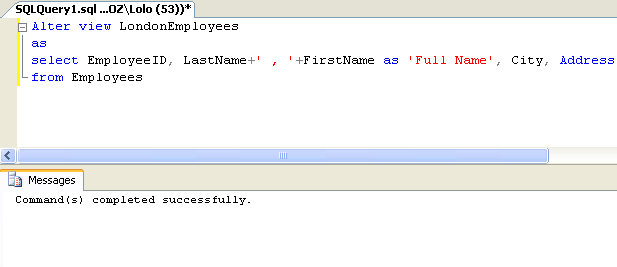 SQLQuery1.sql ...OZ\Lolo (53))*
Alter view LondonEmployees
as
select EmployeeID, LastName+' , '+FirstName as 'Full Name', City, Address
from Employees
Messages
Command(s) completed successfully.